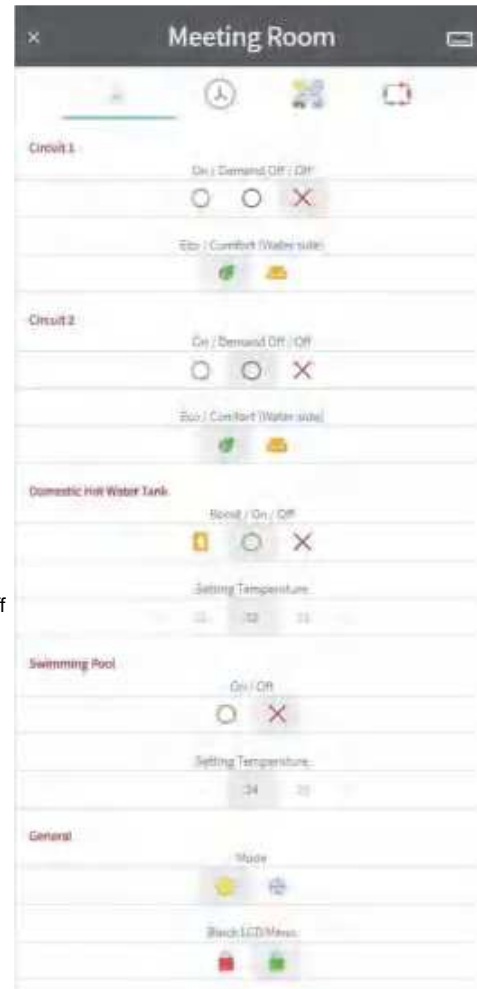 × Meeting Room
Circuit 1
On / Demand Off / Off
Eco / Comfort (Water side)
Circuit 2
On / Demand Off / Off
Eco / Comfort (Water side)
Domestic Hot Water Tank
Boost / On / Off
Setting Temperature
52
ff
Swimming Pool
On / Off
Setting Temperature
24 25
General
Mode
Block LCD/Menu